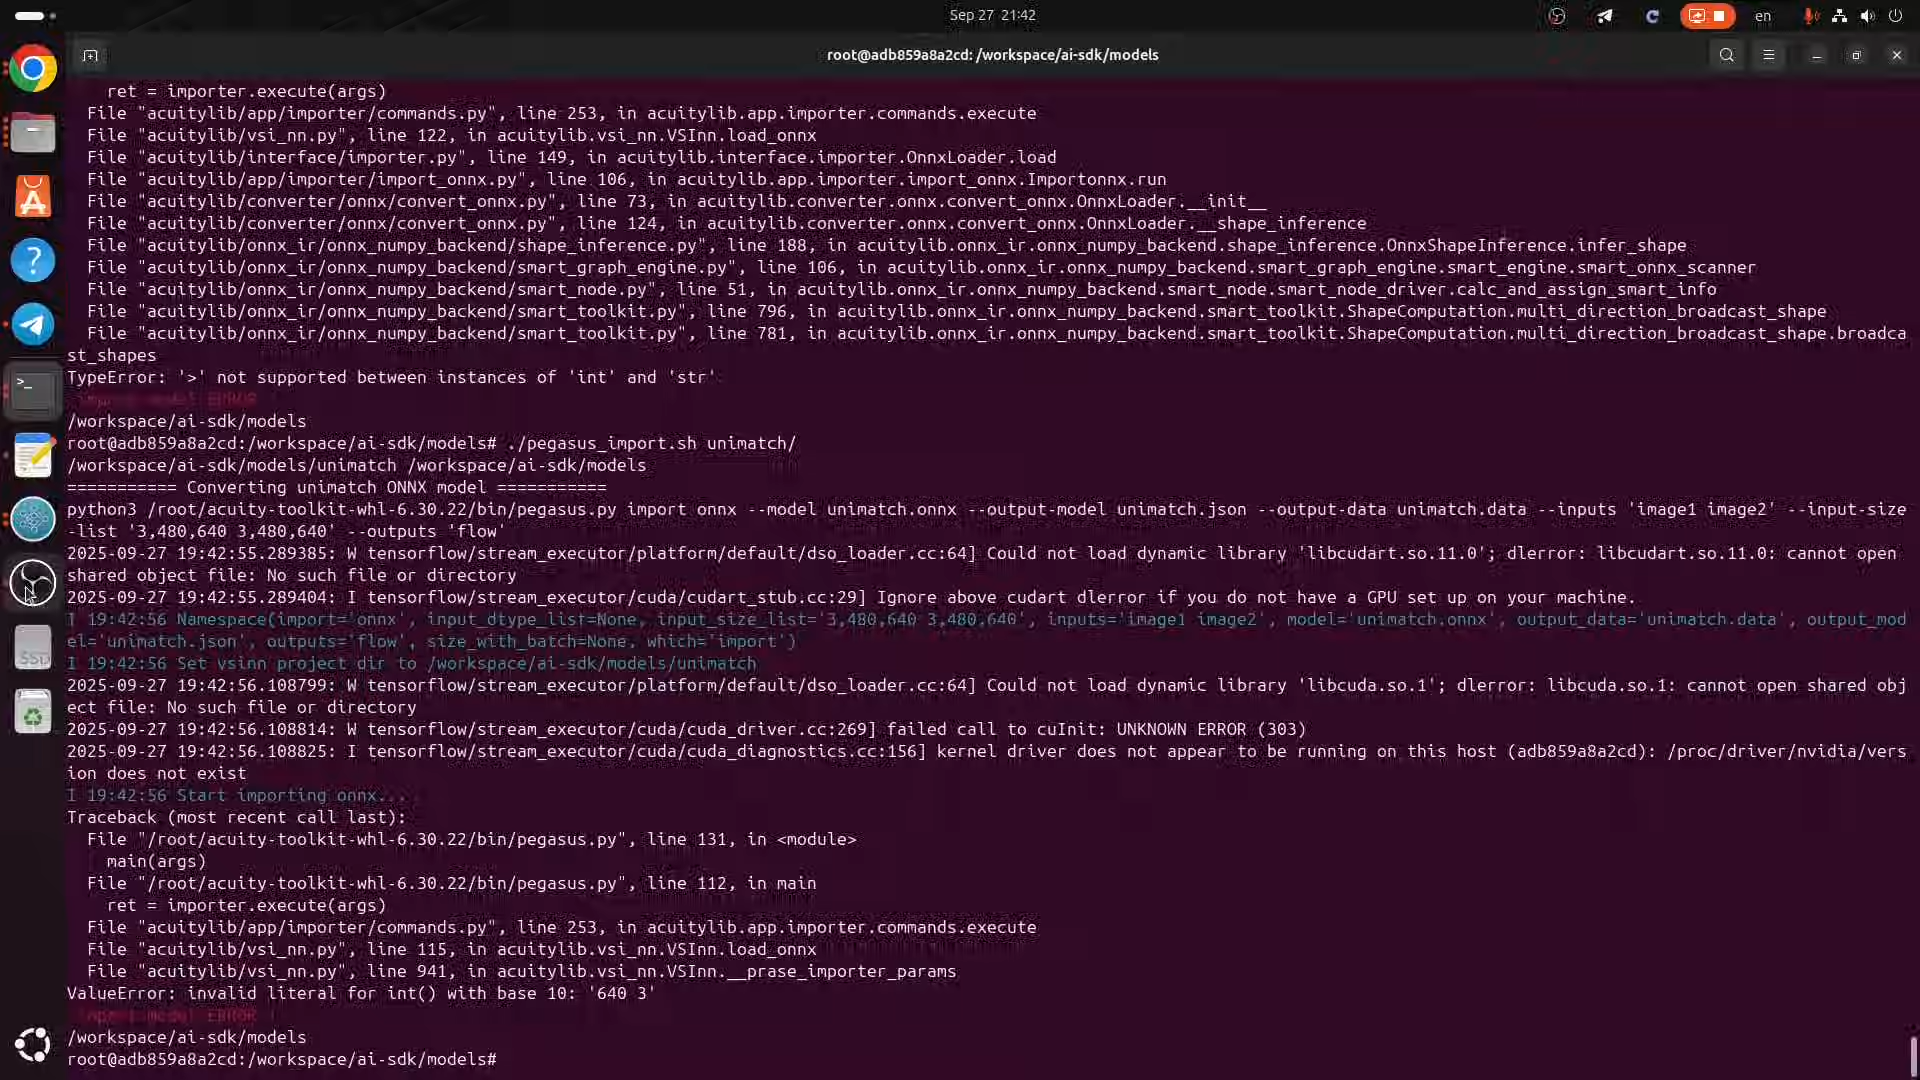 Sep 27 21:42
en
root@adb859a8a2cd: /workspace/ai-sdk/models
ret = importer.execute(args)
File "acuitylib/app/importer/commands.py", line 253, in acuitylib.app.importer.commands.execute
File "acuitylib/vsi_nn.py", line 122, in acuitylib.vsi_nn.VSInn.load_onnx
File "acuitylib/interface/importer.py", line 149, in acuitylib.interface.importer.OnnxLoader.load
File "acuitylib/app/importer/import_onnx.py", line 106, in acuitylib.app.importer.import_onnx.Importonnx.run
File "acuitylib/converter/onnx/convert_onnx.py", line 73, in acuitylib.converter.onnx.convert_onnx.OnnxLoader.__init__
File "acuitylib/converter/onnx/convert_onnx.py", line 124, in acuitylib.converter.onnx.convert_onnx.OnnxLoader.__shape_inference
File "acuitylib/onnx_ir/onnx_numpy_backend/shape_inference.py", line 188, in acuitylib.onnx_ir.onnx_numpy_backend.shape_inference.OnnxShapeInference.infer_shape
File "acuitylib/onnx_ir/onnx_numpy_backend/smart_graph_engine.py", line 106, in acuitylib.onnx_ir.onnx_numpy_backend.smart_graph_engine.smart_engine.smart_onnx_scanner
File "acuitylib/onnx_ir/onnx_numpy_backend/smart_node.py", line 51, in acuitylib.onnx_ir.onnx_numpy_backend.smart_node.smart_node_driver.calc_and_assign_smart_info
File "acuitylib/onnx_ir/onnx_numpy_backend/smart_toolkit.py", line 796, in acuitylib.onnx_ir.onnx_numpy_backend.smart_toolkit.ShapeComputation.multi_direction_broadcast_shape
File "acuitylib/onnx_ir/onnx_numpy_backend/smart_toolkit.py", line 781, in acuitylib.onnx_ir.onnx_numpy_backend.smart_toolkit.ShapeComputation.multi_direction_broadcast_shape.broadca
st_shapes
TypeError: '>' not supported between instances of 'int' and 'str'
import model ERROR
/workspace/ai-sdk/models
root@adb859a8a2cd:/workspace/ai-sdk/models# ./pegasus_import.sh unimatch/
/workspace/ai-sdk/models/unimatch /workspace/ai-sdk/models
=========== Converting unimatch ONNX model ===========
python3 /root/acuity-toolkit-whl-6.30.22/bin/pegasus.py import onnx --model unimatch.onnx --output-model unimatch.json --output-data unimatch.data --inputs 'image1 image2' --input-size
-list '3,480,640 3,480,640' --outputs 'flow'
2025-09-27 19:42:55.289385: W tensorflow/stream_executor/platform/default/dso_loader.cc:64] Could not load dynamic library 'libcudart.so.11.0'; dlerror: libcudart.so.11.0: cannot open
shared object file: No such file or directory
2025-09-27 19:42:55.289404: I tensorflow/stream_executor/cuda/cudart_stub.cc:29] Ignore above cudart dlerror if you do not have a GPU set up on your machine.
I 19:42:56 Namespace(import='onnx', input_dtype_list=None, input_size_list='3,480,640 3,480,640', inputs='image1 image2', model='unimatch.onnx', output_data='unimatch.data', output_mod
el='unimatch.json', outputs='flow', size_with_batch=None, which='import')
I 19:42:56 Set vsinn project dir to /workspace/ai-sdk/models/unimatch
2025-09-27 19:42:56.108799: W tensorflow/stream_executor/platform/default/dso_loader.cc:64] Could not load dynamic library 'libcuda.so.1'; dlerror: libcuda.so.1: cannot open shared obj
ect file: No such file or directory
2025-09-27 19:42:56.108814: W tensorflow/stream_executor/cuda/cuda_driver.cc:269] failed call to cuInit: UNKNOWN ERROR (303)
2025-09-27 19:42:56.108825: I tensorflow/stream_executor/cuda/cuda_diagnostics.cc:156] kernel driver does not appear to be running on this host (adb859a8a2cd): /proc/driver/nvidia/vers
ion does not exist
I 19:42:56 Start importing onnx...
Traceback (most recent call last):
File "/root/acuity-toolkit-whl-6.30.22/bin/pegasus.py", line 131, in <module>
main(args)
File "/root/acuity-toolkit-whl-6.30.22/bin/pegasus.py", line 112, in main
ret = importer.execute(args)
File "acuitylib/app/importer/commands.py", line 253, in acuitylib.app.importer.commands.execute
File "acuitylib/vsi_nn.py", line 115, in acuitylib.vsi_nn.VSInn.load_onnx
File "acuitylib/vsi_nn.py", line 941, in acuitylib.vsi_nn.VSInn.__prase_importer_params
ValueError: invalid literal for int() with base 10: '640 3'
import model ERROR !
/workspace/ai-sdk/models
root@adb859a8a2cd:/workspace/ai-sdk/models#